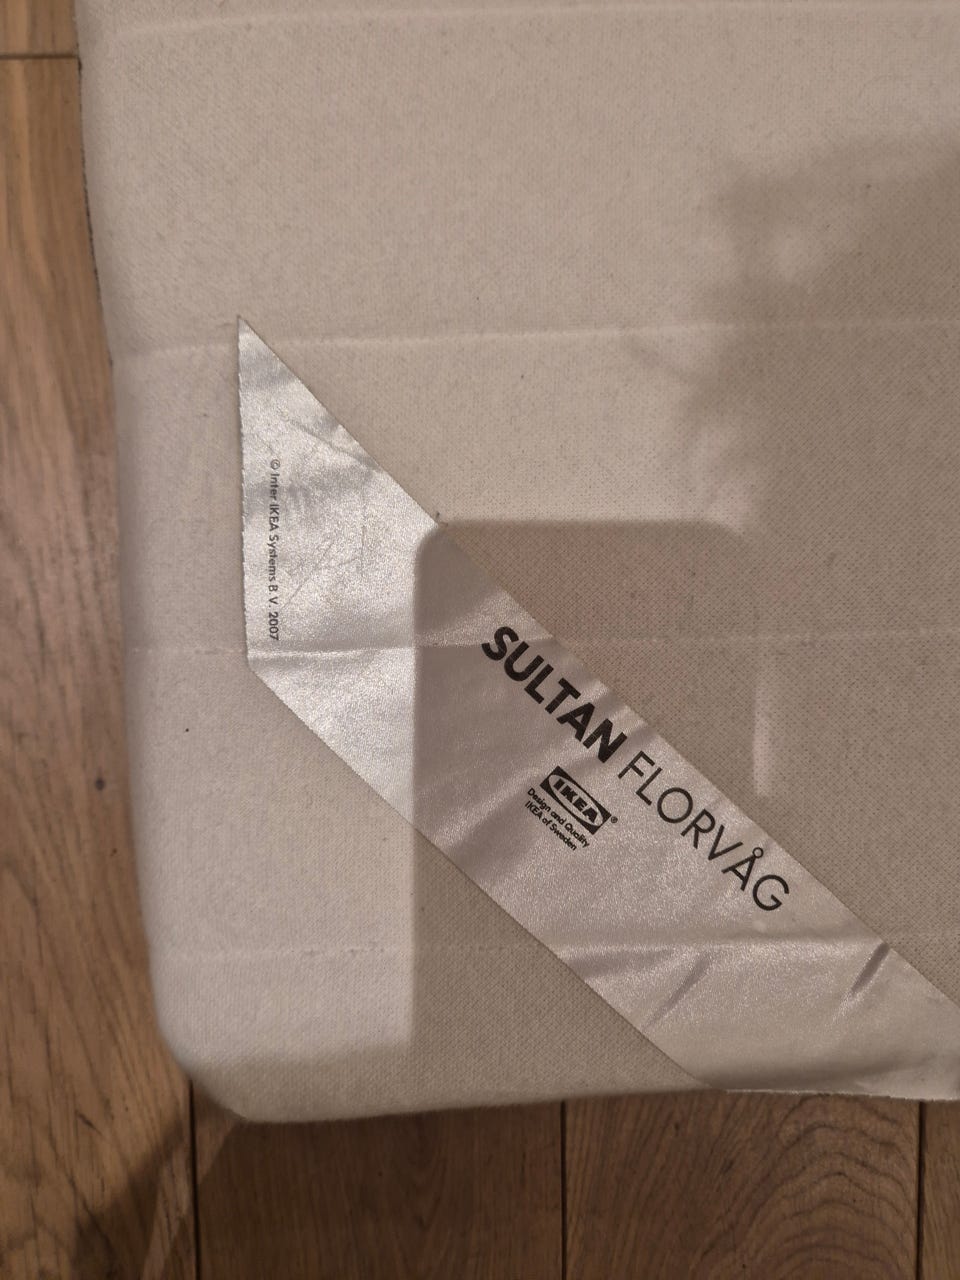 © Inter IKEA Systems B.V. 2007
SULTAN FLORVÅG
IKEA®
Design and Quality
IKEA of Sweden